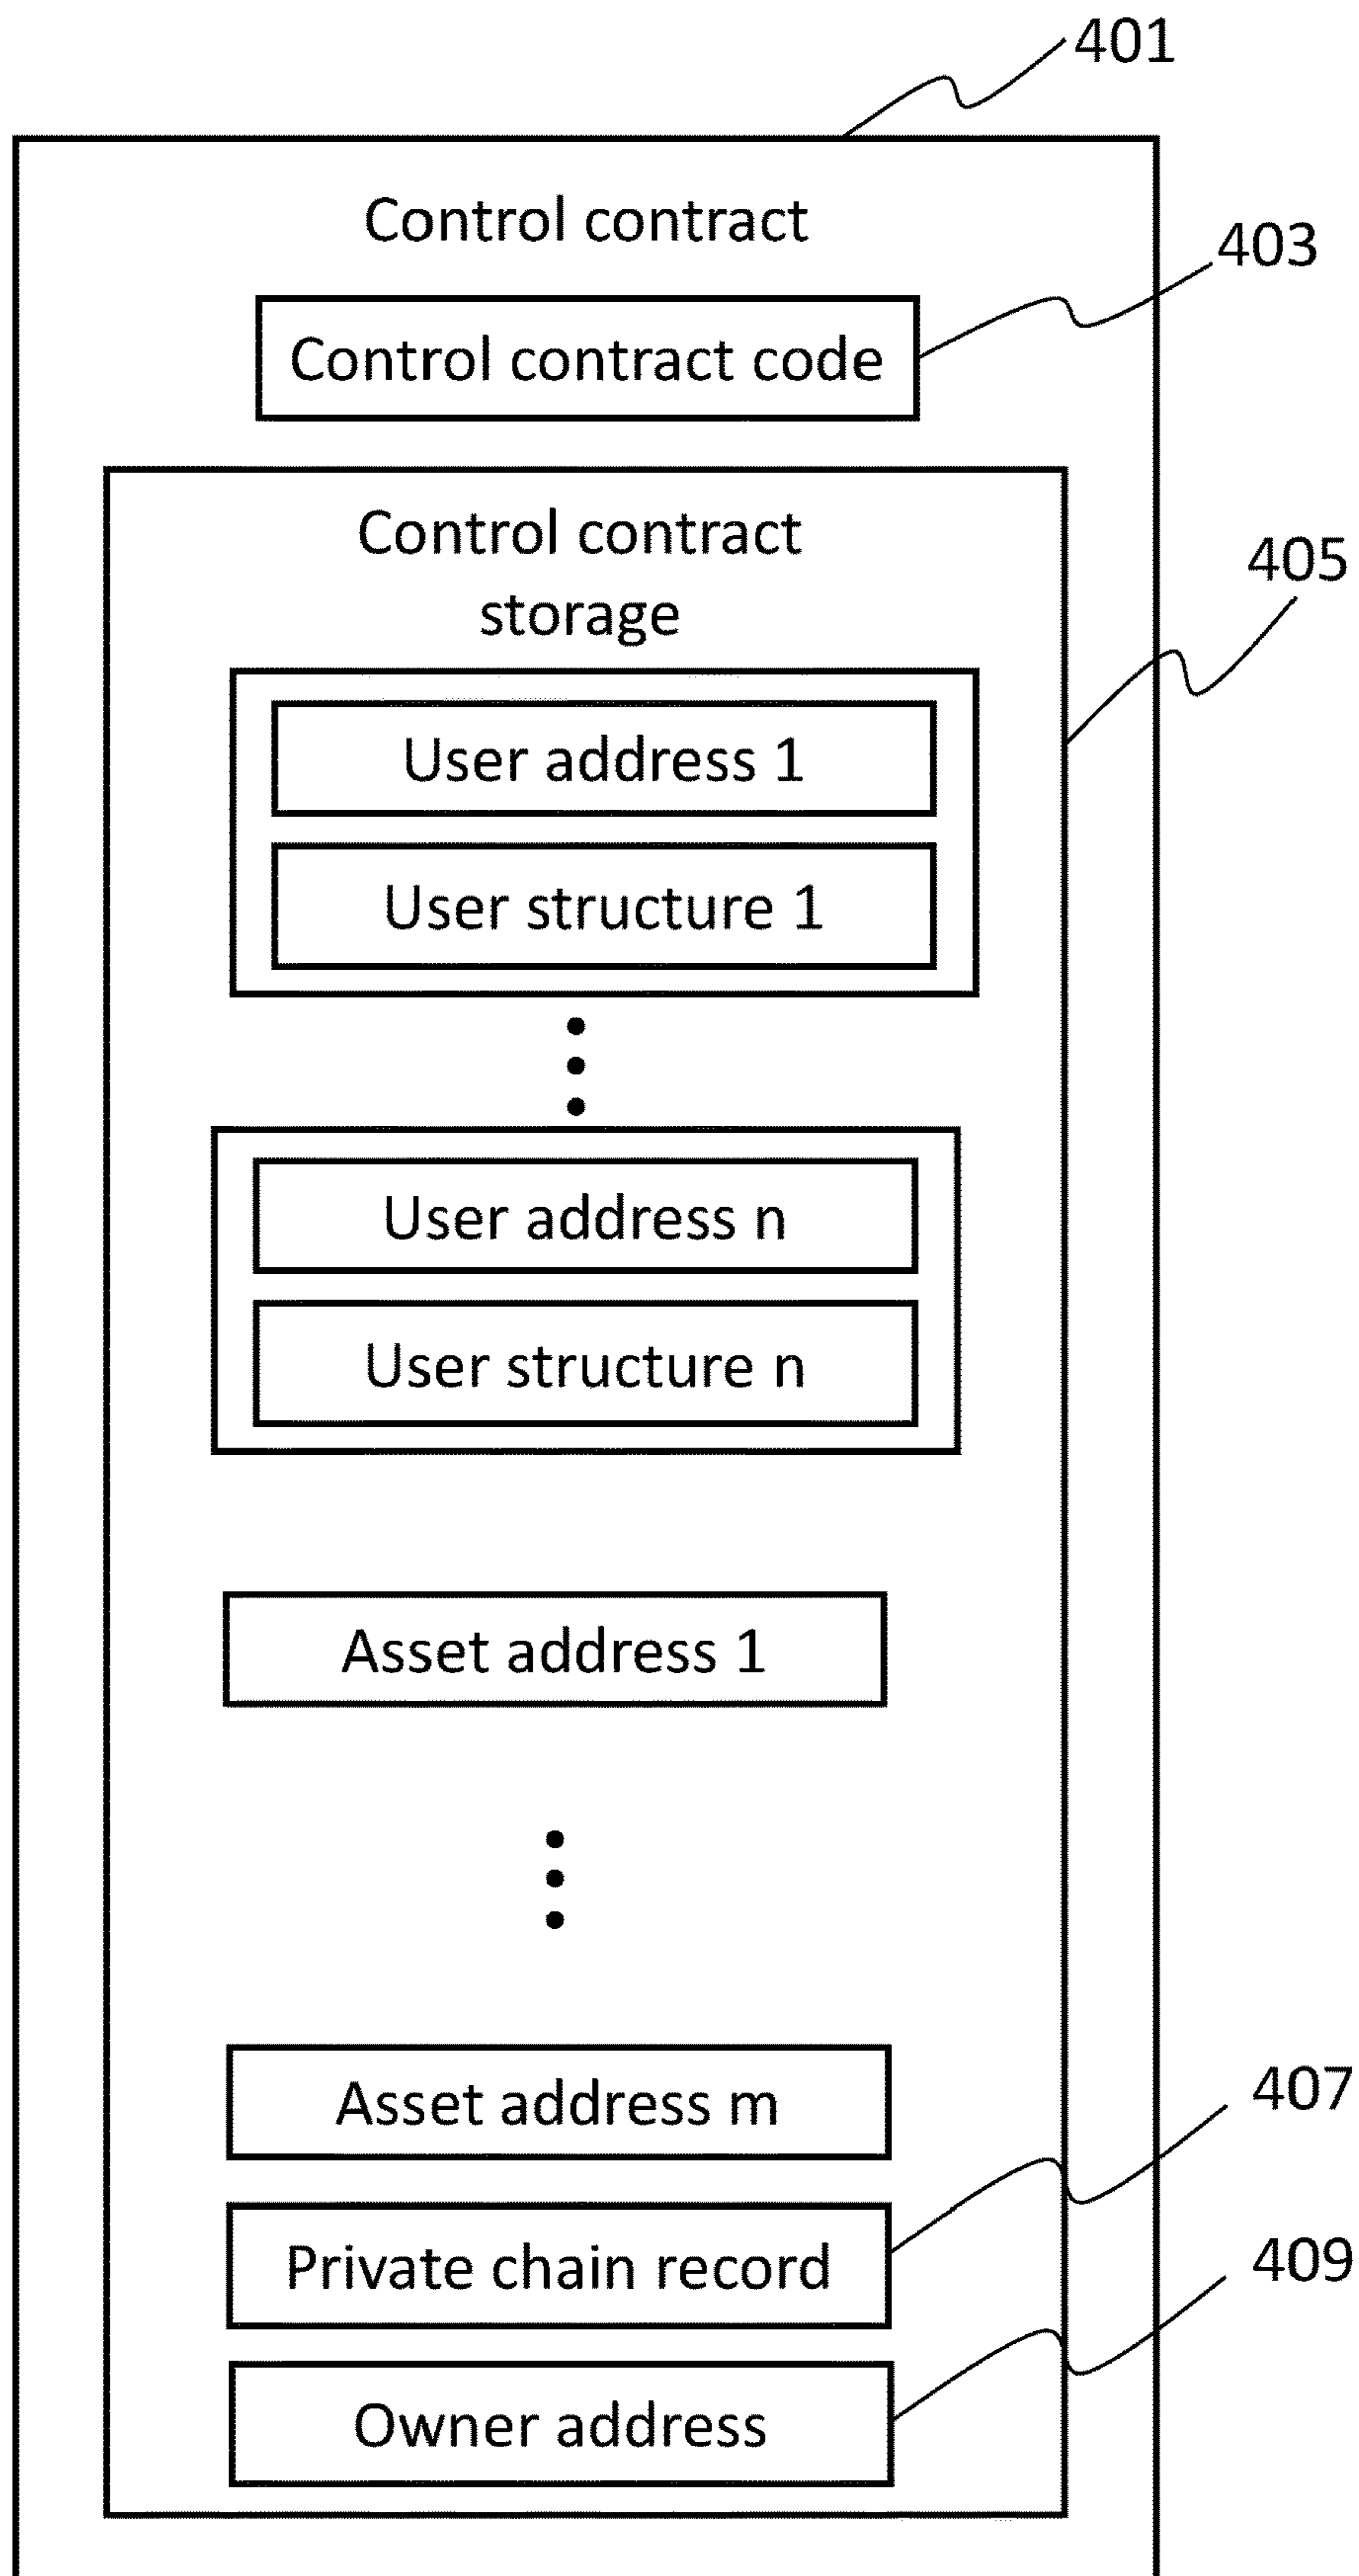 401
Control contract
403
Control contract code
Control contract
storage
405
User address 1
User structure 1
User address n
User structure n
Asset address 1
Asset address m
407
Private chain record
409
Owner address